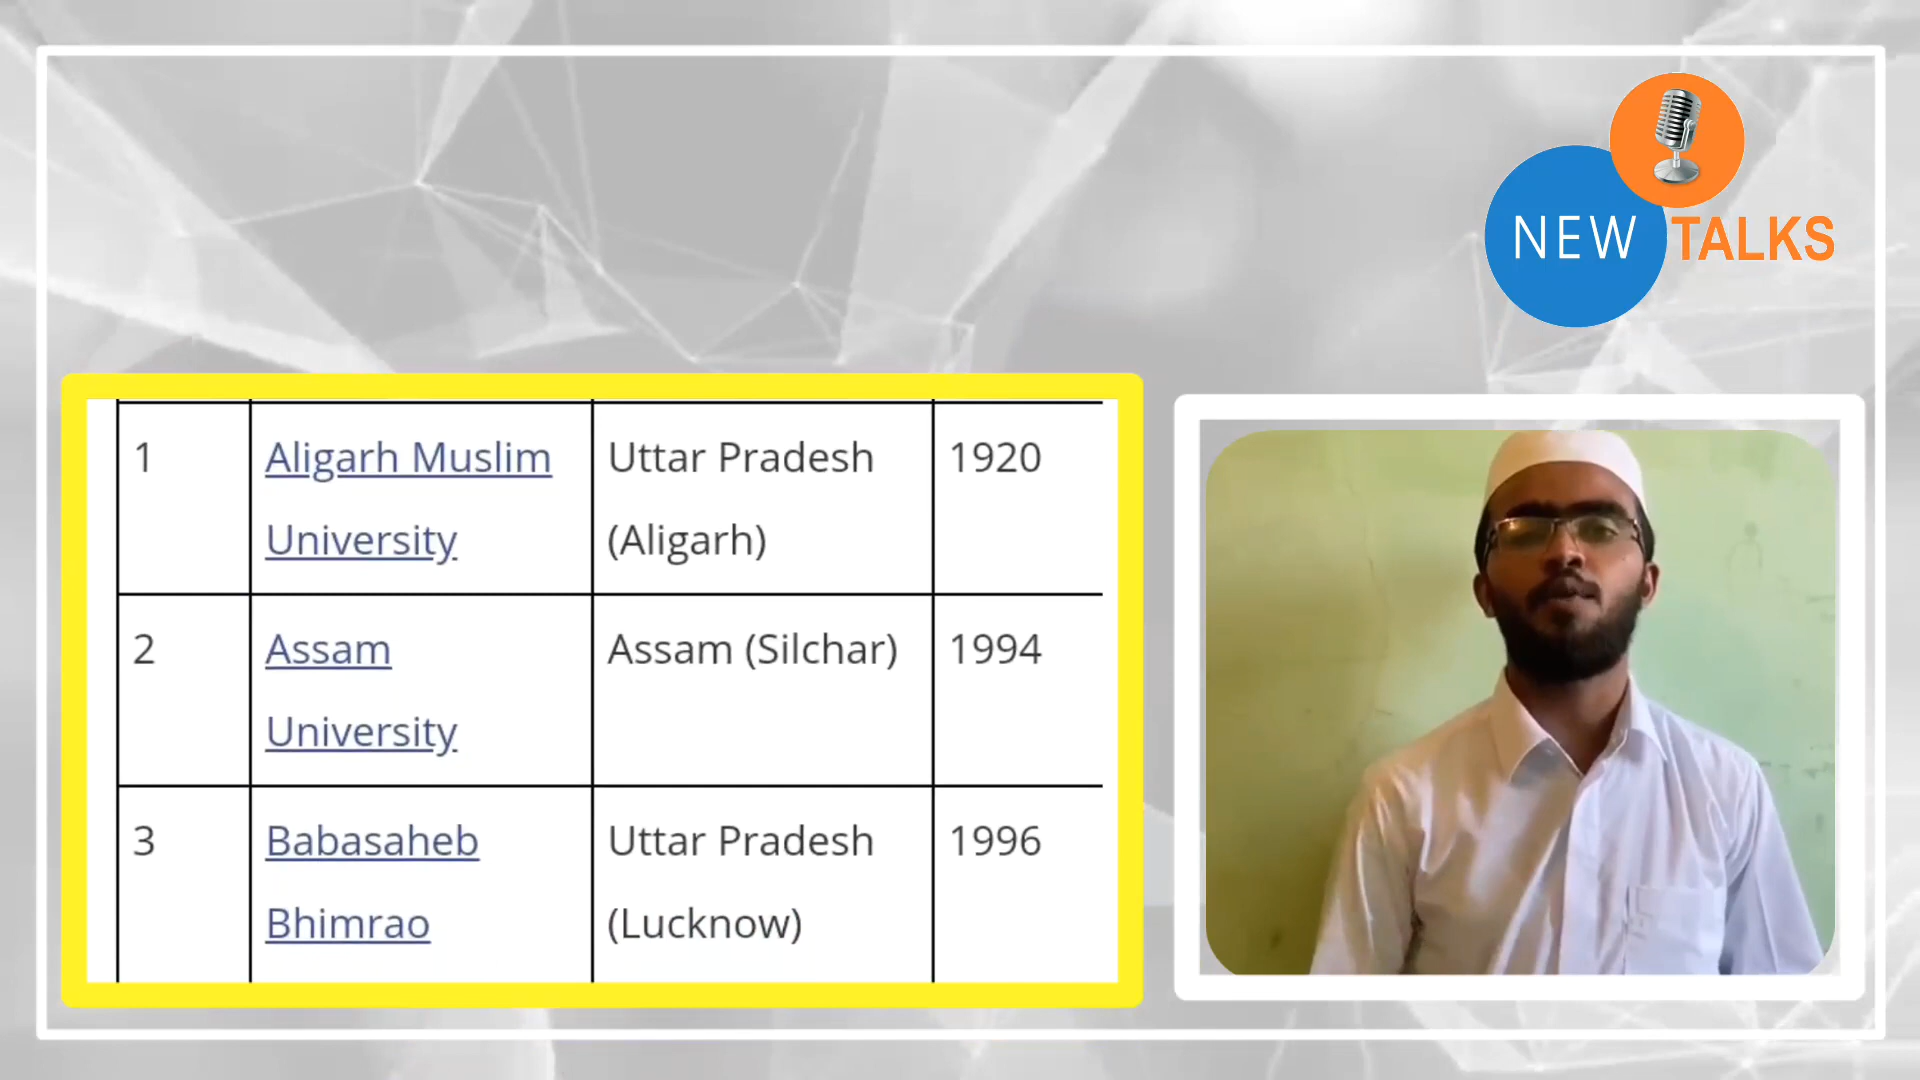 NEW TALKS
1 Aligarh Muslim Uttar Pradesh 1920
University (Aligarh)
2 Assam Assam (Silchar) 1994
University
3 Babasaheb Uttar Pradesh 1996
Bhimrao (Lucknow)